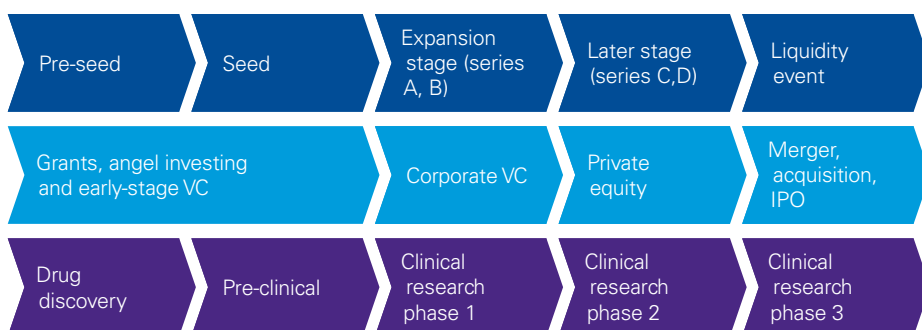 Pre-seed
Seed
Expansion
stage (series
A, B)
Later stage
(series C,D)
Liquidity
event
Grants, angel investing
and early-stage VC
Corporate VC
Private
equity
Merger,
acquisition,
IPO
Drug
discovery
Pre-clinical
Clinical
research
phase 1
Clinical
research
phase 2
Clinical
research
phase 3